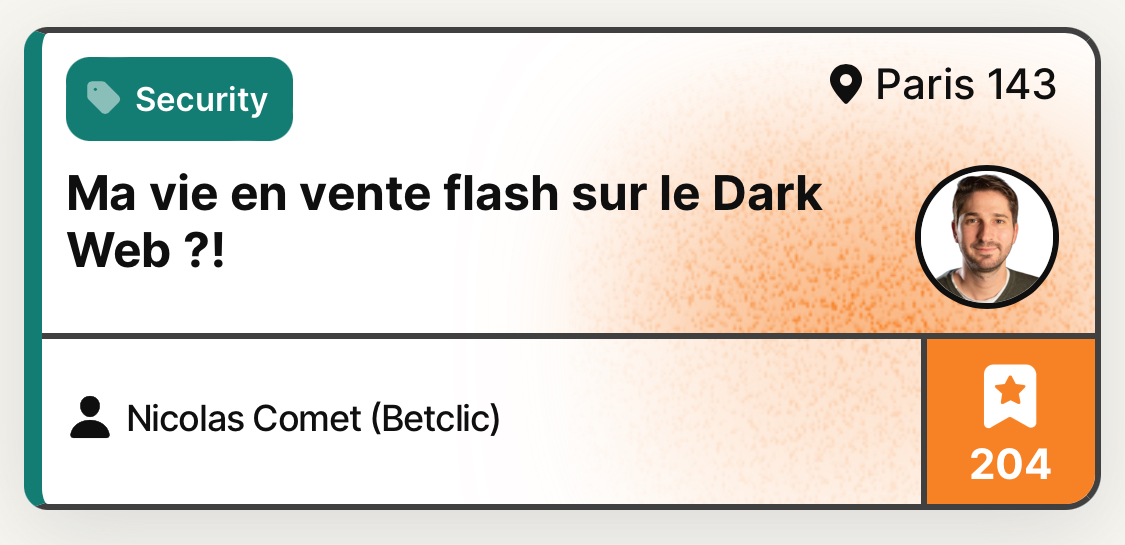 Security
Paris 143
Ma vie en vente flash sur le Dark
Web ?!
Nicolas Comet (Betclic)
204